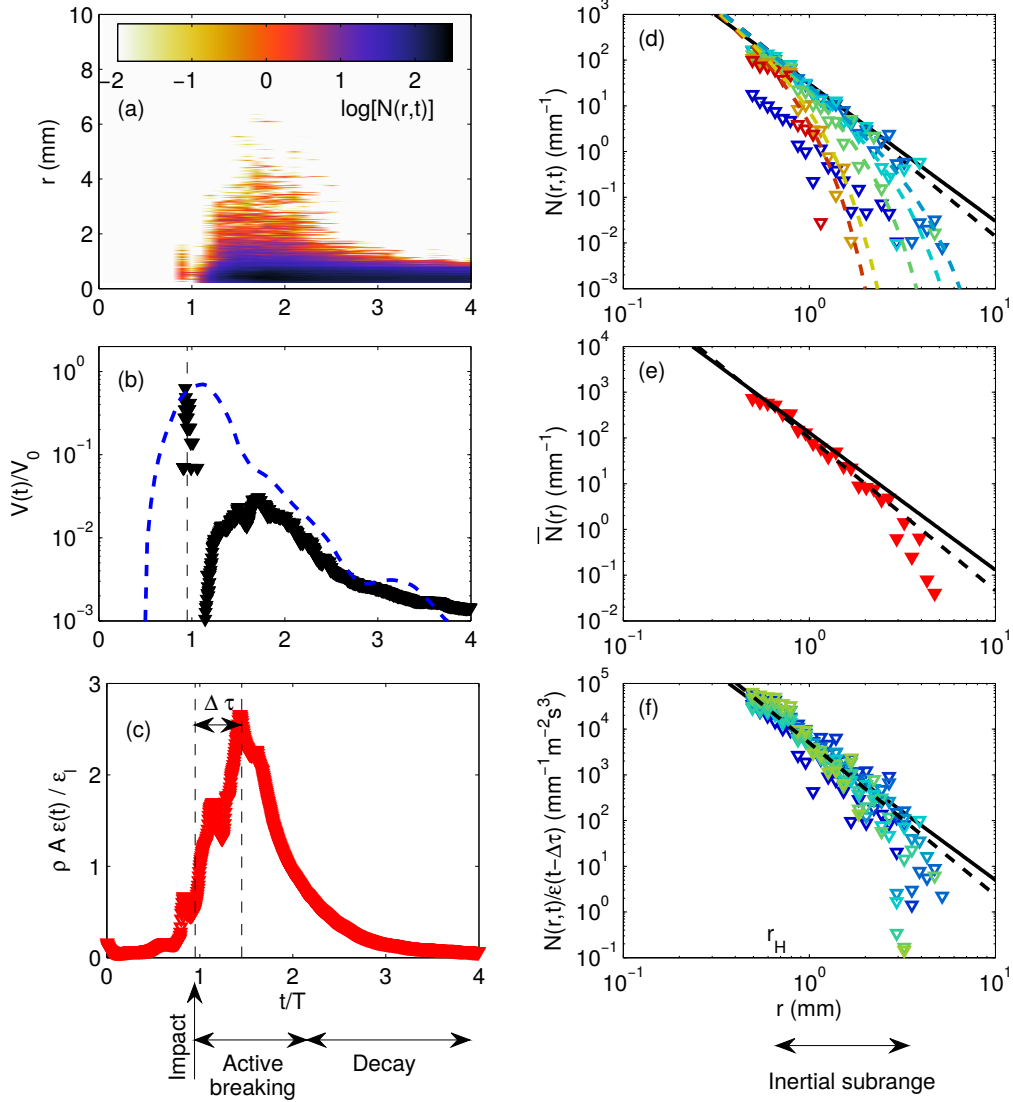 10
8
6
4
2
0
r (mm)
−2 −1 0 1 2
log[N(r,t)]
(a)
0 1 2 3 4
10^0
10^−1
10^−2
10^−3
V(t)/V_0
(b)
0 1 2 3 4
3
2
1
0
ρ A ε(t) / ε_l
(c)
Δ τ
0 1 2 3 4
t/T
Impact
Active
breaking
Decay
10^3
10^2
10^1
10^0
10^−1
10^−2
10^−3
N(r,t) (mm^−1)
(d)
10^−1 10^0 10^1
10^4
10^3
10^2
10^1
10^0
10^−1
10^−2
N̅(r) (mm^−1)
(e)
10^−1 10^0 10^1
10^5
10^4
10^3
10^2
10^1
10^0
10^−1
N(r,t)/ε(t−Δτ) (mm^−1m^−2s^3)
(f)
r_H
10^−1 10^0 10^1
r (mm)
Inertial subrange